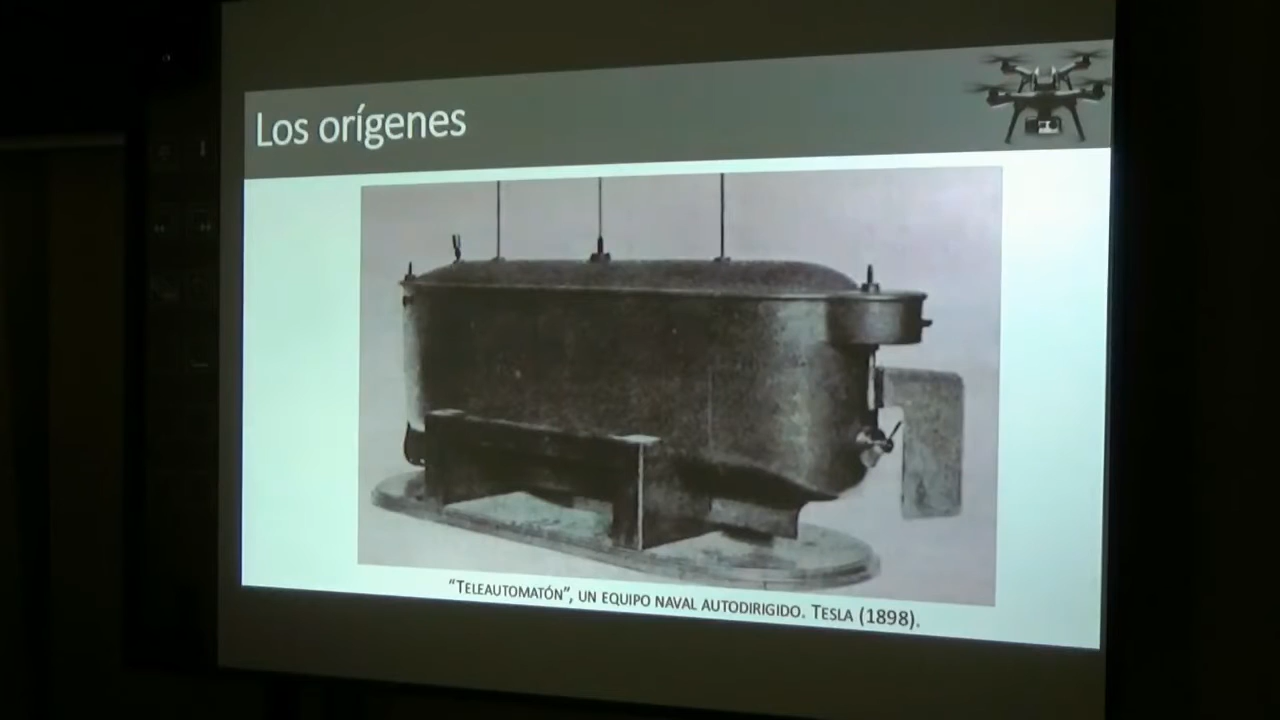 Los orígenes
“TELEAUTOMATÓN”, UN EQUIPO NAVAL AUTODIRIGIDO. TESLA (1898).